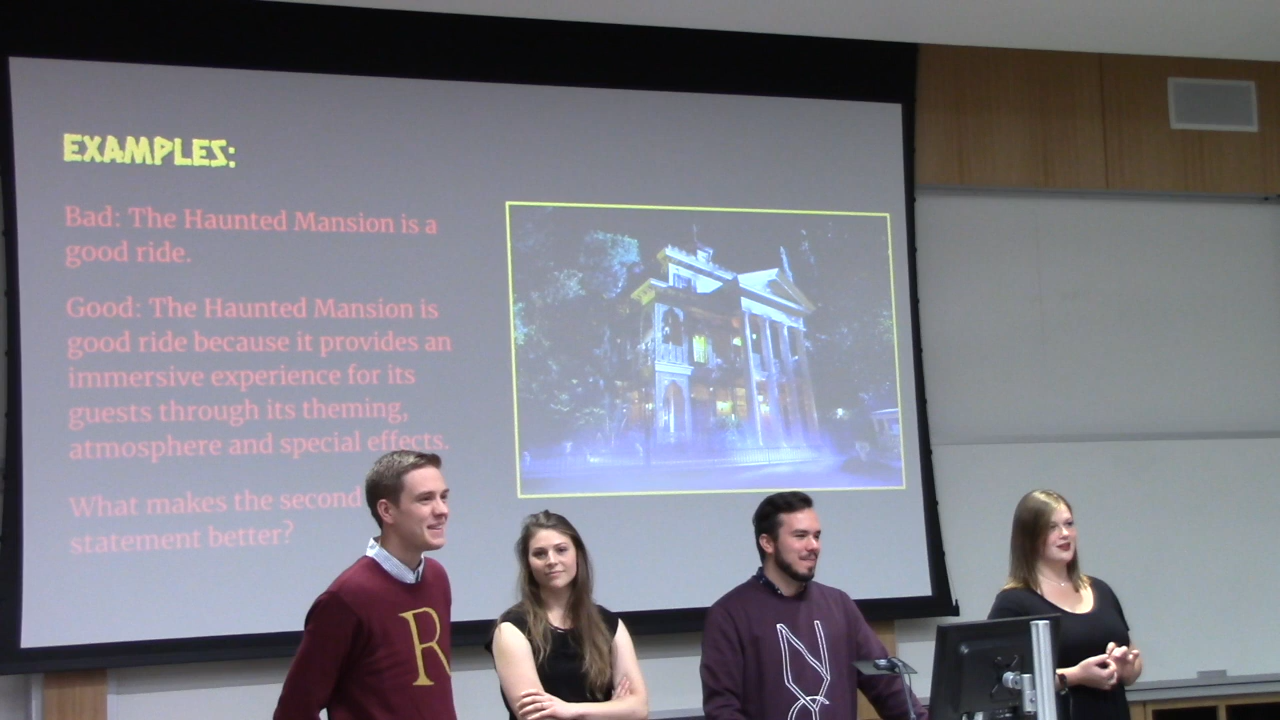 EXAMPLES:
Bad: The Haunted Mansion is a
good ride.
Good: The Haunted Mansion is
good ride because it provides an
immersive experience for its
guests through its theming,
atmosphere and special effects.
What makes the second
statement better?
R